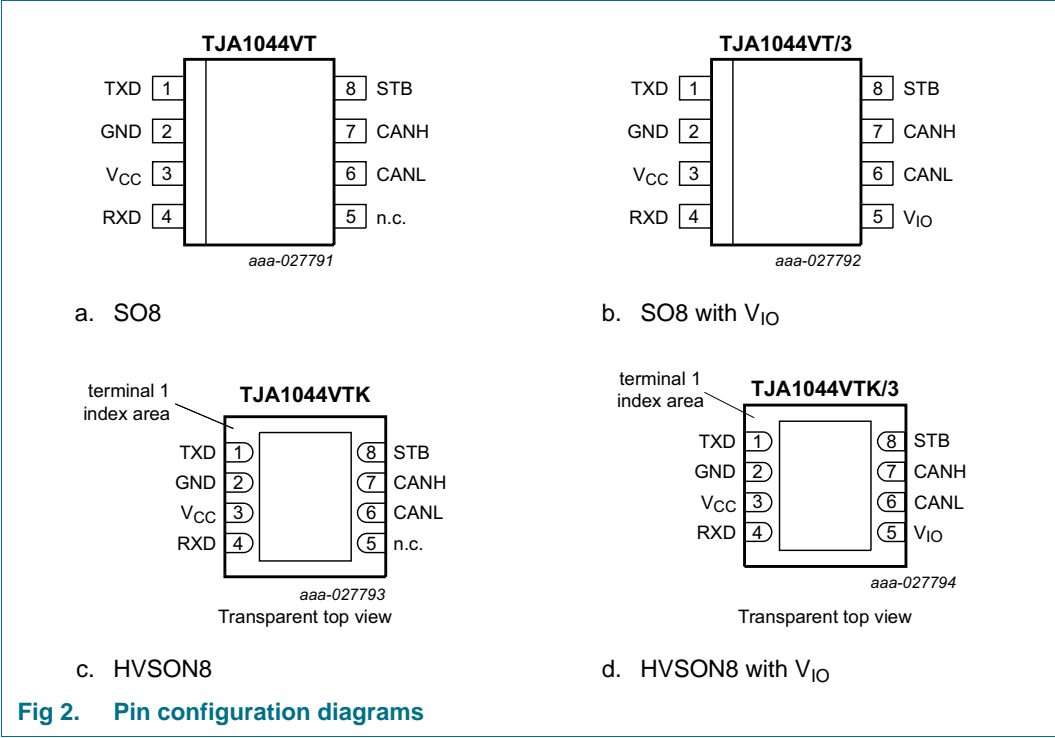 TJA1044VT
TXD 1
GND 2
VCC 3
RXD 4
8 STB
7 CANH
6 CANL
5 n.c.
aaa-027791
a. SO8
TJA1044VT/3
TXD 1
GND 2
VCC 3
RXD 4
8 STB
7 CANH
6 CANL
5 VIO
aaa-027792
b. SO8 with VIO
terminal 1
index area
TJA1044VTK
TXD 1
GND 2
VCC 3
RXD 4
8 STB
7 CANH
6 CANL
5 n.c.
aaa-027793
Transparent top view
c. HVSON8
terminal 1
index area
TJA1044VTK/3
TXD 1
GND 2
VCC 3
RXD 4
8 STB
7 CANH
6 CANL
5 VIO
aaa-027794
Transparent top view
d. HVSON8 with VIO
Fig 2. Pin configuration diagrams